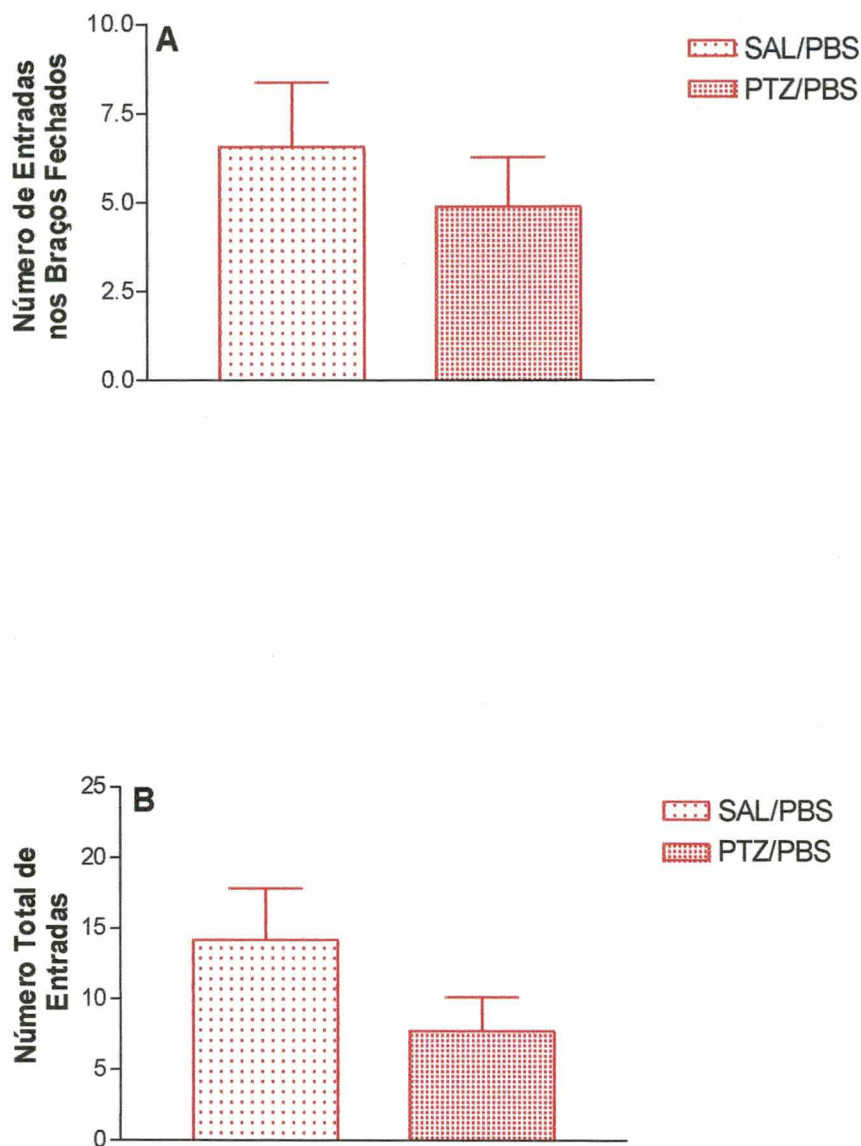 A
SAL/PBS
PTZ/PBS
Número de Entradas
nos Braços Fechados
10.0
7.5
5.0
2.5
0.0
B
SAL/PBS
PTZ/PBS
Número Total de
Entradas
25
20
15
10
5
0